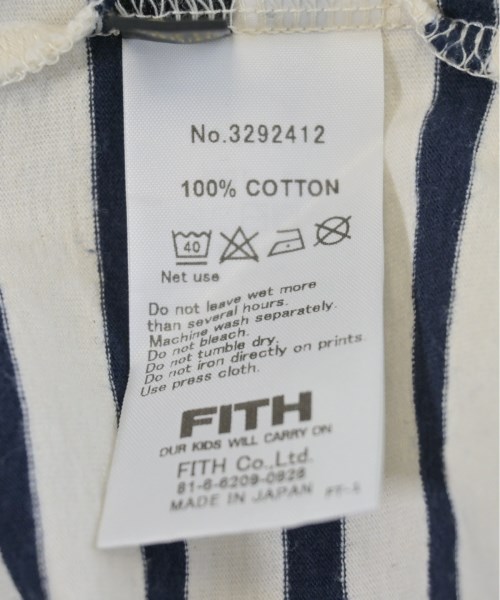 No.3292412
100% COTTON
40
Net use
Do not leave wet more
than several hours.
Machine wash separately.
Do not bleach.
Do not tumble dry.
Do not iron directly on prints.
Use press cloth.
FITH
OUR KIDS WILL CARRY ON
FITH Co.,Ltd.
81-6-6209-0828
MADE IN JAPAN